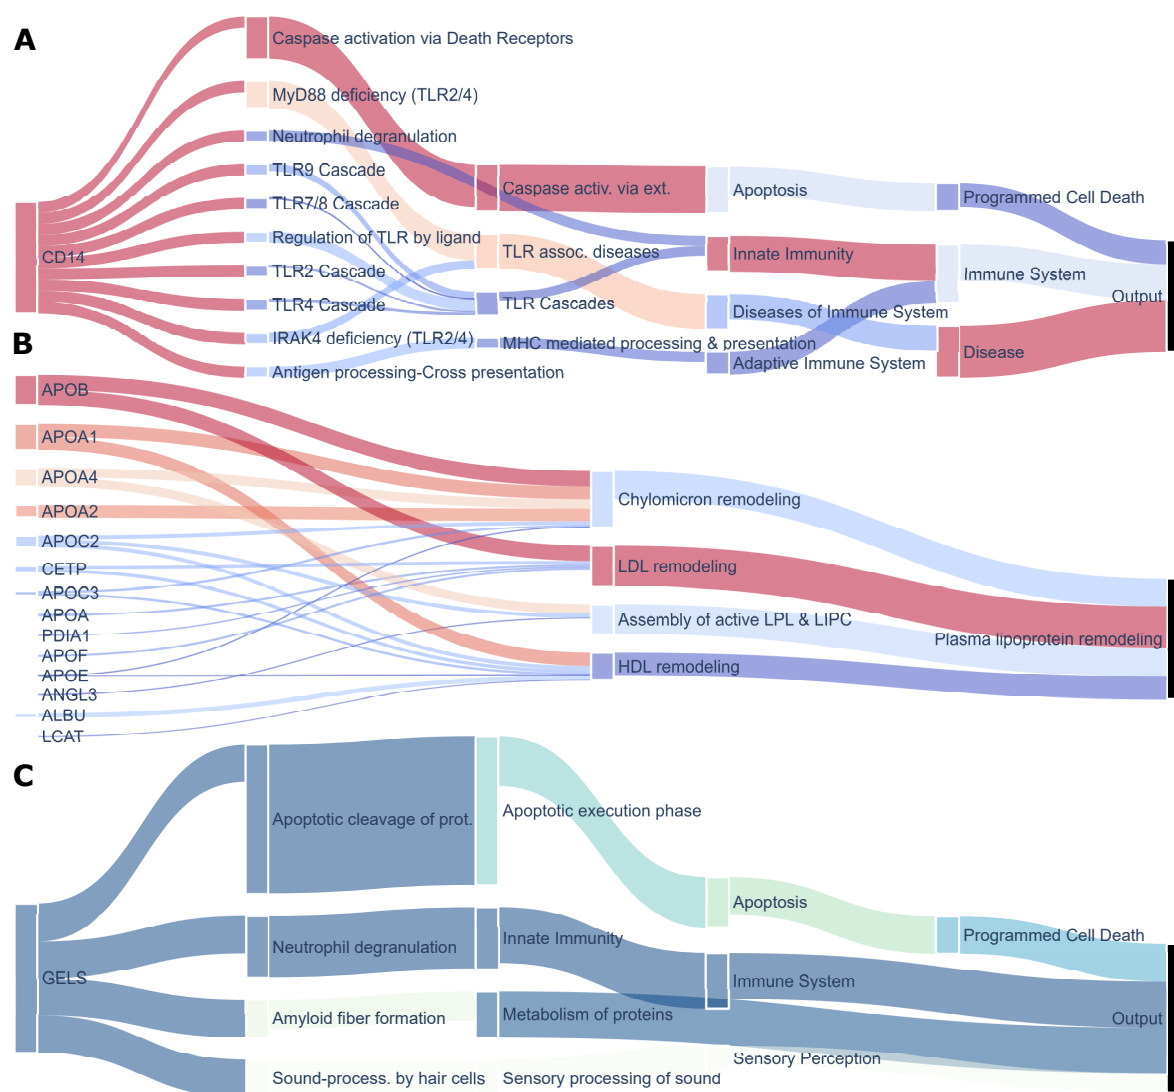 A
Caspase activation via Death Receptors
MyD88 deficiency (TLR2/4)
Neutrophil degranulation
TLR9 Cascade
TLR7/8 Cascade
Regulation of TLR by ligand
CD14
TLR2 Cascade
TLR4 Cascade
IRAK4 deficiency (TLR2/4)
Antigen processing-Cross presentation
Caspase activ. via ext.
TLR assoc. diseases
TLR Cascades
MHC mediated processing & presentation
Apoptosis
Innate Immunity
Diseases of Immune System
Adaptive Immune System
Programmed Cell Death
Immune System
Disease
Output
B
APOB
APOA1
APOA4
APOA2
APOC2
CETP
APOC3
APOA
PDIA1
APOF
APOE
ANGL3
ALBU
LCAT
Chylomicron remodeling
LDL remodeling
Assembly of active LPL & LIPC
HDL remodeling
Plasma lipoprotein remodeling
C
GELS
Apoptotic cleavage of prot.
Neutrophil degranulation
Amyloid fiber formation
Sound-process. by hair cells
Apoptotic execution phase
Innate Immunity
Metabolism of proteins
Sensory processing of sound
Apoptosis
Immune System
Sensory Perception
Programmed Cell Death
Output